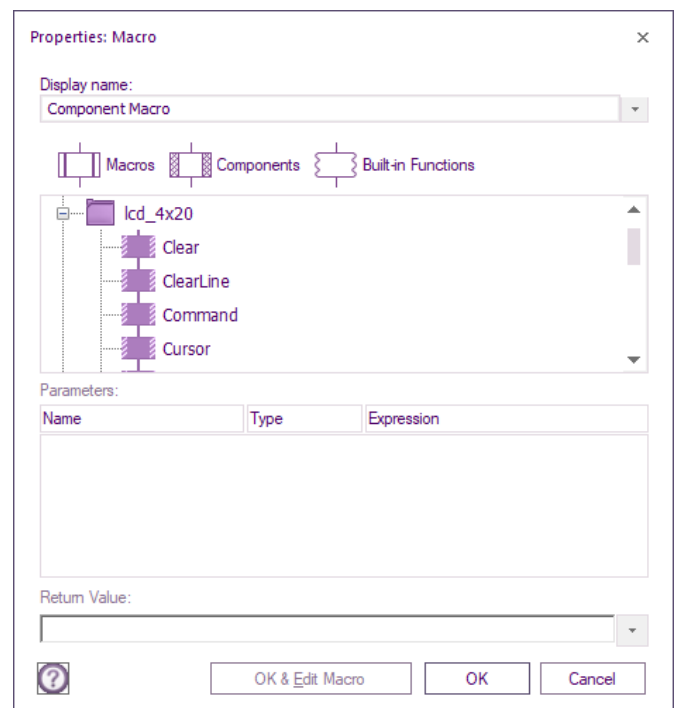 Properties: Macro
Display name:
Component Macro
Macros Components Built-in Functions
lcd_4x20
Clear
ClearLine
Command
Cursor
Parameters:
Name Type Expression
Return Value:
? OK & Edit Macro OK Cancel